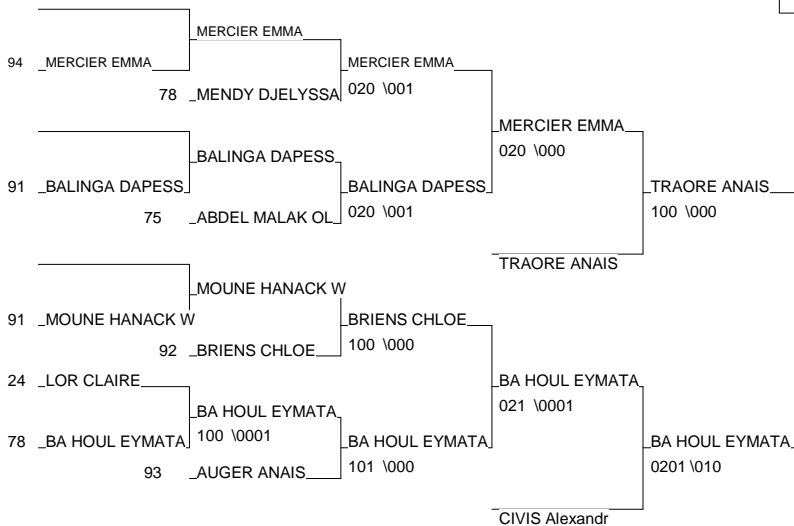 MERCIER EMMA
94 MERCIER EMMA MERCIER EMMA
78 MENDY DJELYSSA 020 \001
MERCIER EMMA
020 \000
BALINGA DAPESS
91 BALINGA DAPESS BALINGA DAPESS TRAORE ANAIS
75 ABDEL MALAK OL 020 \001 100 \000
TRAORE ANAIS
MOUNE HANACK W
91 MOUNE HANACK W BRIENS CHLOE
92 BRIENS CHLOE 100 \000
24 LOR CLAIRE BA HOUL EYMATA
021 \0001
BA HOUL EYMATA
100 \0001
78 BA HOUL EYMATA BA HOUL EYMATA BA HOUL EYMATA
93 AUGER ANAIS 101 \000 0201 \010
CIVIS Alexandr